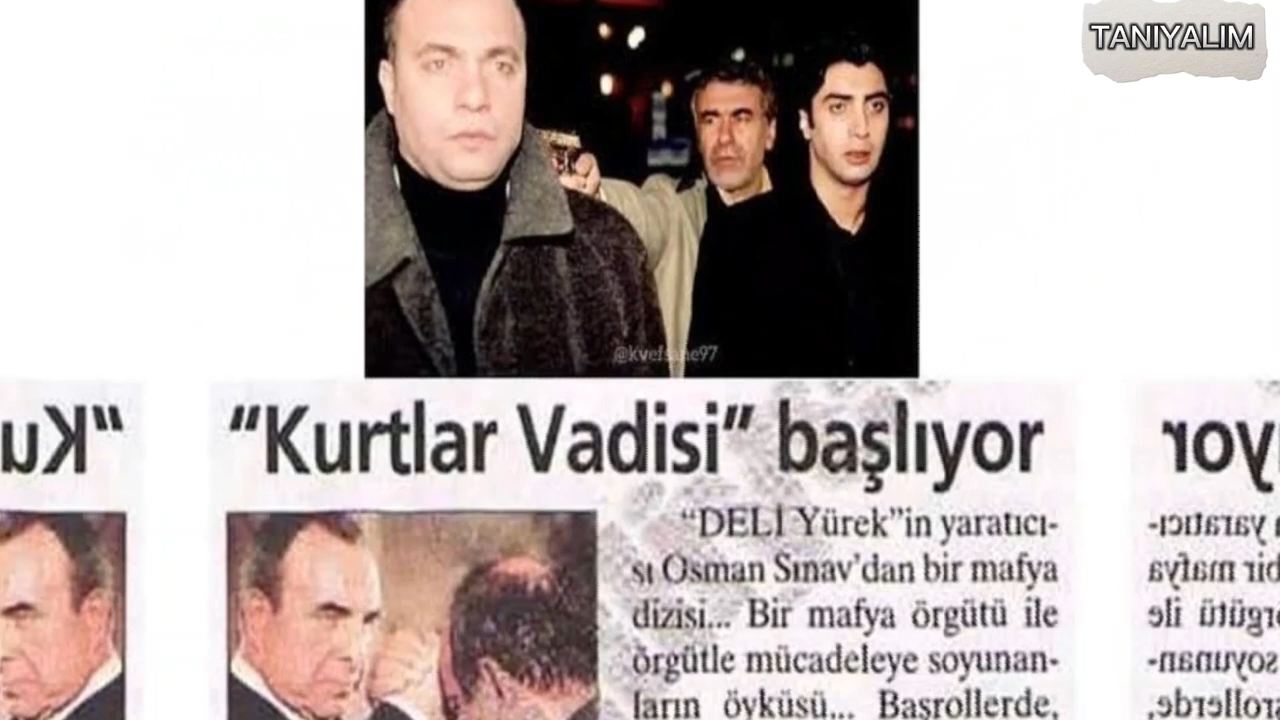 TANIYALIM
@kvefsane97
"Kurtlar Vadisi" başlıyor
"DELİ Yürek"in yaratıcı-
sı Osman Sınav'dan bir mafya
dizisi... Bir mafya örgütü ile
örgütle mücadeleye soyunan-
ların öyküsü... Başrollerde,